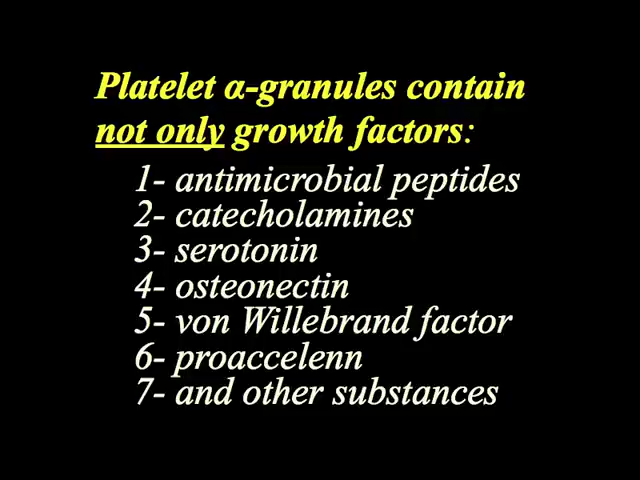 Platelet α-granules contain
not only growth factors:
1- antimicrobial peptides
2- catecholamines
3- serotonin
4- osteonectin
5- von Willebrand factor
6- proaccelenn
7- and other substances